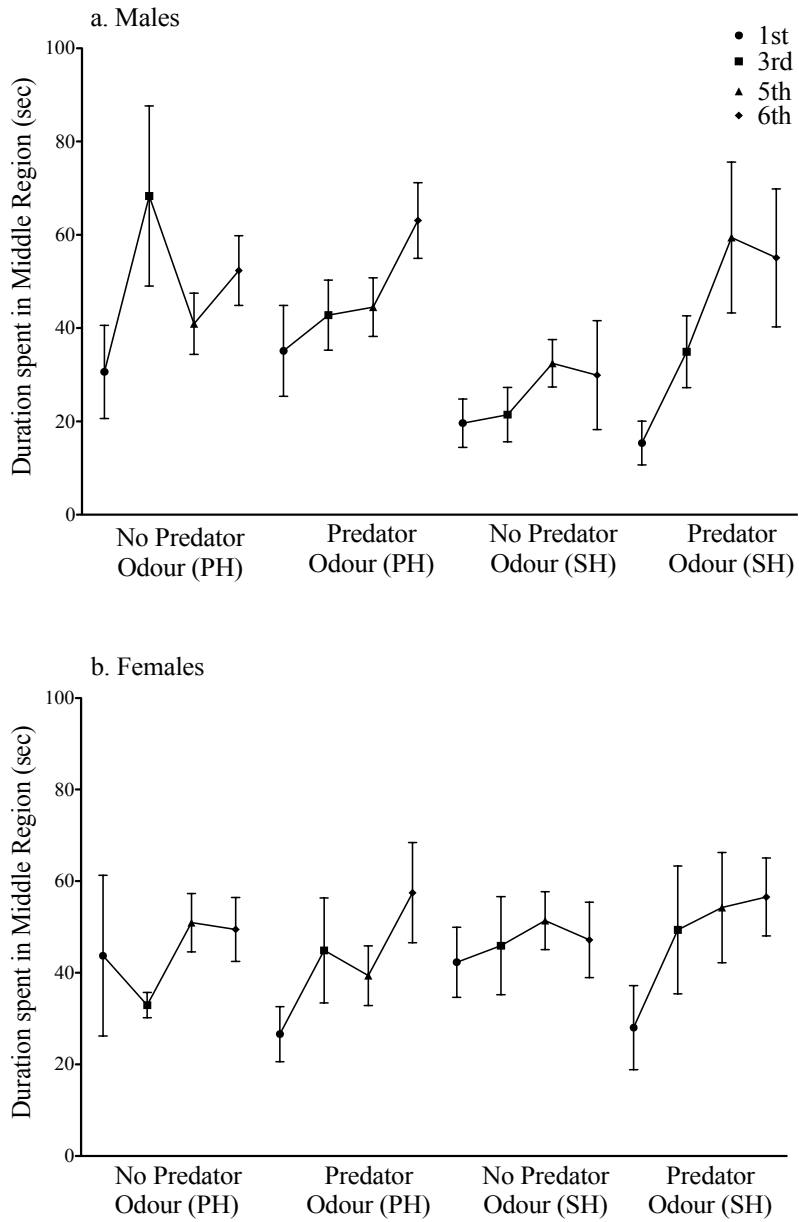 a. Males
1st
3rd
5th
6th
100
80
60
40
20
0
Duration spent in Middle Region (sec)
No Predator
Odour (PH)
Predator
Odour (PH)
No Predator
Odour (SH)
Predator
Odour (SH)
b. Females
100
80
60
40
20
0
Duration spent in Middle Region (sec)
No Predator
Odour (PH)
Predator
Odour (PH)
No Predator
Odour (SH)
Predator
Odour (SH)